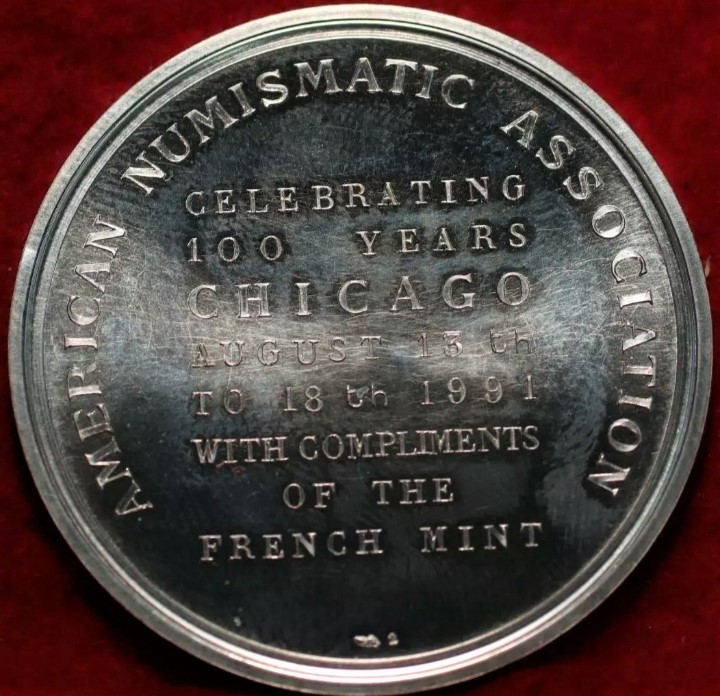 AMERICAN NUMISMATIC ASSOCIATION
CELEBRATING
100 YEARS
CHICAGO
AUGUST 13 th
TO 18 th 1991
WITH COMPLIMENTS
OF THE
FRENCH MINT
2